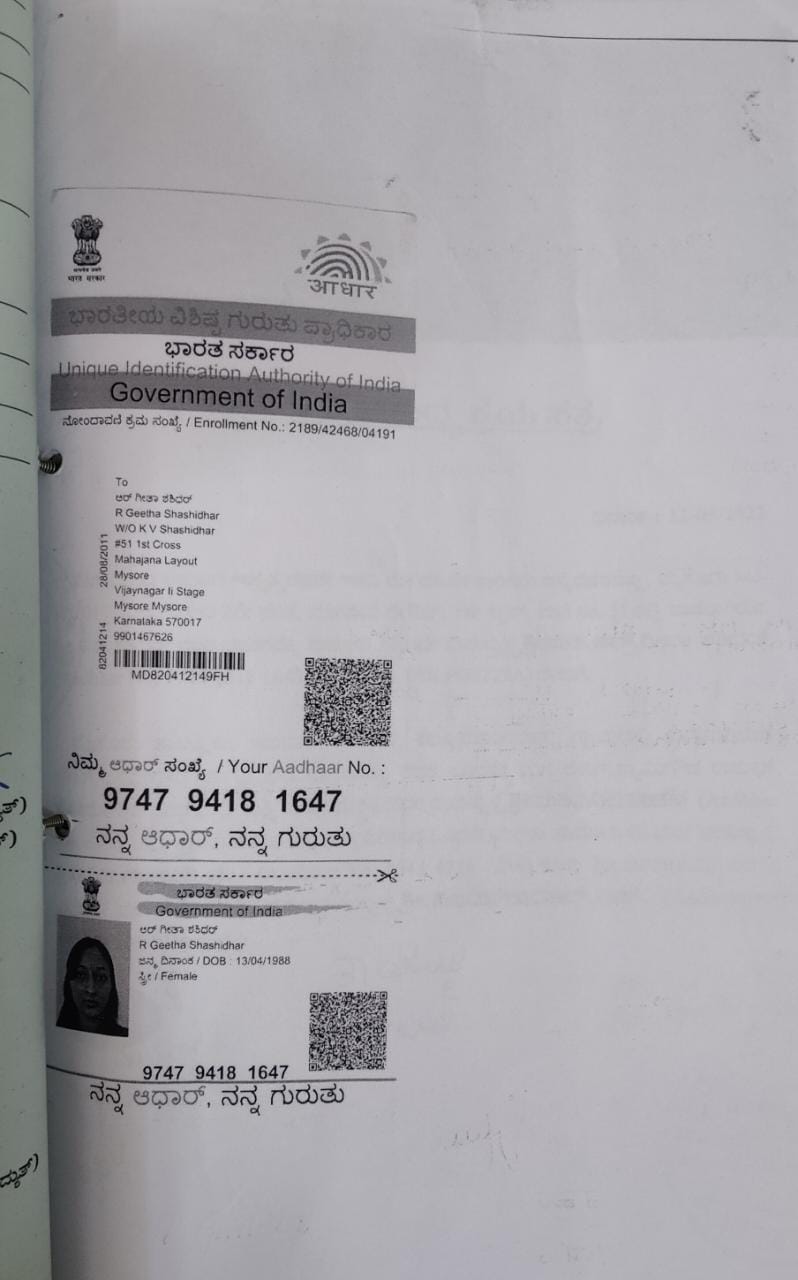 भारत सरकार
आधार
ಭಾರತೀಯ ವಿಶಿಷ್ಟ ಗುರುತು ಪ್ರಾಧಿಕಾರ
ಭಾರತ ಸರ್ಕಾರ
Unique Identification Authority of India
Government of India
ನೋಂದಾವಣಿ ಕ್ರಮ ಸಂಖ್ಯೆ / Enrollment No.: 2189/42468/04191
To
ಆರ್ ಗೀತಾ ಶಶಿಧರ್
R Geetha Shashidhar
W/O K V Shashidhar
#51 1st Cross
Mahajana Layout
Mysore
Vijaynagar Ii Stage
Mysore Mysore
Karnataka 570017
9901467626
28/08/2011
82041214
MD820412149FH
ನಿಮ್ಮ ಆಧಾರ್ ಸಂಖ್ಯೆ / Your Aadhaar No. :
9747 9418 1647
ನನ್ನ ಆಧಾರ್, ನನ್ನ ಗುರುತು
ಭಾರತ ಸರ್ಕಾರ
Government of India
ಆರ್ ಗೀತಾ ಶಶಿಧರ್
R Geetha Shashidhar
ಜನ್ಮ ದಿನಾಂಕ / DOB : 13/04/1988
ಸ್ತ್ರೀ / Female
9747 9418 1647
ನನ್ನ ಆಧಾರ್, ನನ್ನ ಗುರುತು